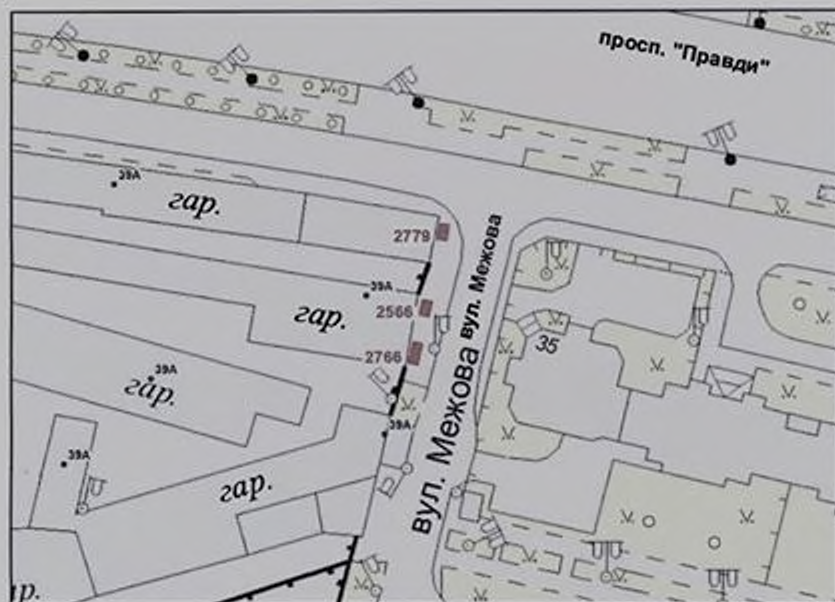 просп. "Правди"
39А
гар.
2779
вул. Межова
39А
2566
гар.
35
2766
вул. Межова
39А
гар.
39А
39А
гар.